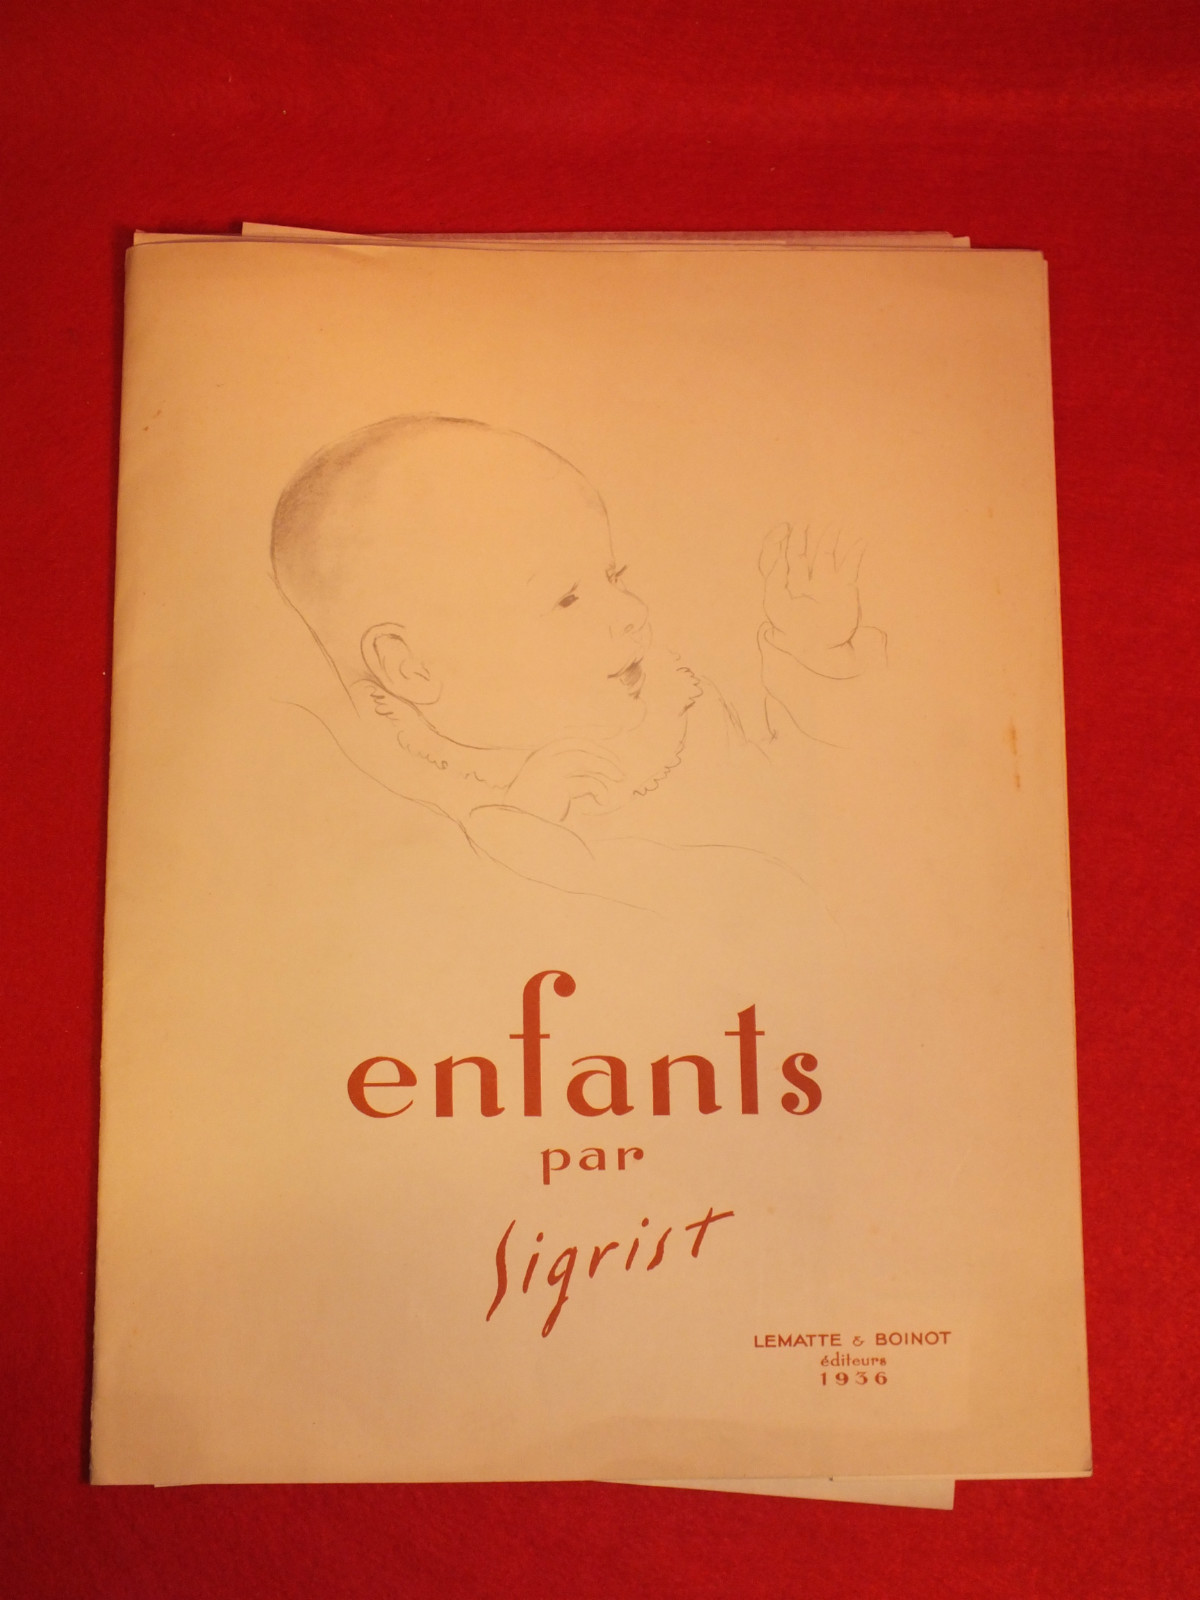 enfants
par
Sigrist
LEMATTE & BOINOT
éditeurs
1936